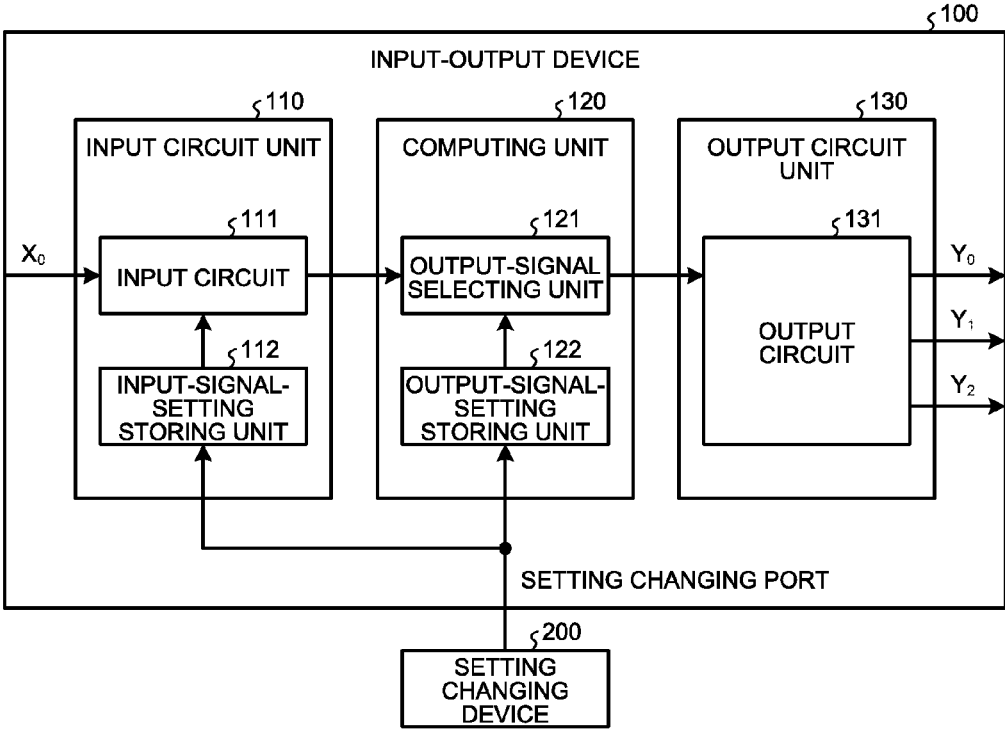 100
INPUT-OUTPUT DEVICE
110
INPUT CIRCUIT UNIT
120
COMPUTING UNIT
130
OUTPUT CIRCUIT
UNIT
X0
111
INPUT CIRCUIT
121
OUTPUT-SIGNAL
SELECTING UNIT
131
OUTPUT
CIRCUIT
Y0
Y1
Y2
112
INPUT-SIGNAL-
SETTING
STORING UNIT
122
OUTPUT-SIGNAL-
SETTING
STORING UNIT
SETTING CHANGING PORT
200
SETTING
CHANGING
DEVICE